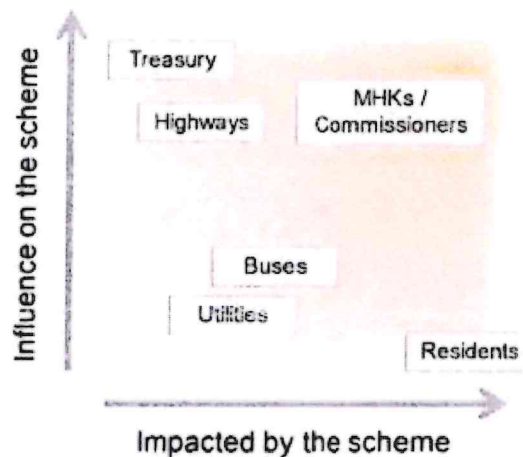 Influence on the scheme
Treasury
Highways
MHKs /
Commissioners
Buses
Utilities
Residents
Impacted by the scheme